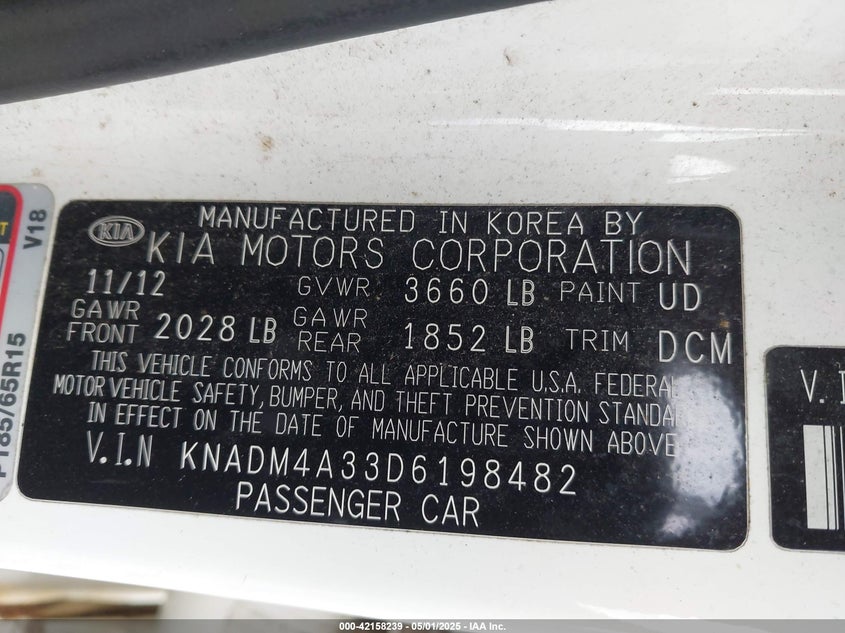 MANUFACTURED IN KOREA BY
KIA KIA MOTORS CORPORATION
11/12 GVWR 3660 LB PAINT UD
GAWR FRONT 2028 LB GAWR REAR 1852 LB TRIM DCM
THIS VEHICLE CONFORMS TO ALL APPLICABLE U.S.A. FEDERAL
MOTOR VEHICLE SAFETY, BUMPER, AND THEFT PREVENTION STANDAR
IN EFFECT ON THE DATE OF MANUFACTURE SHOWN ABOVE
V.I.N KNADM4A33D6198482
PASSENGER CAR
V18
P185/65R15
V. I
000-42158239 - 05/01/2025 - IAA Inc.